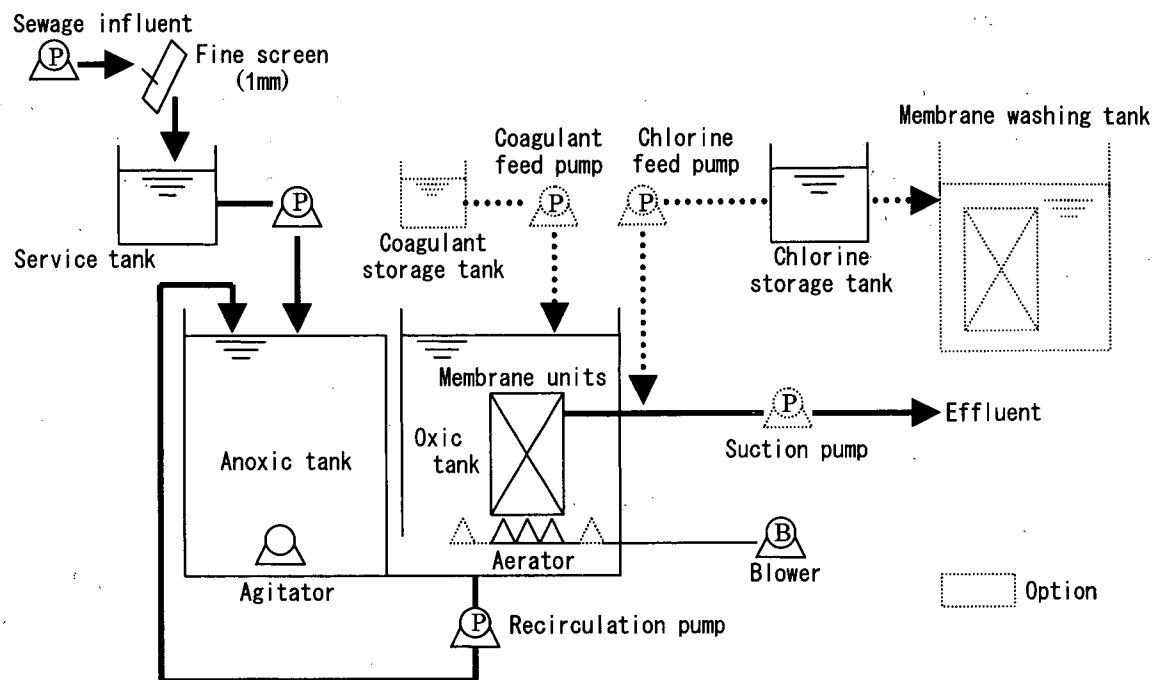 Sewage influent
P
Fine screen
(1mm)
Membrane washing tank
Coagulant
feed pump
Chlorine
feed pump
P
P
P
Service tank
Coagulant
storage tank
Chlorine
storage tank
Membrane units
P
Effluent
Suction pump
Oxic
tank
Anoxic tank
B
Aerator
Blower
Agitator
Option
P
Recirculation pump